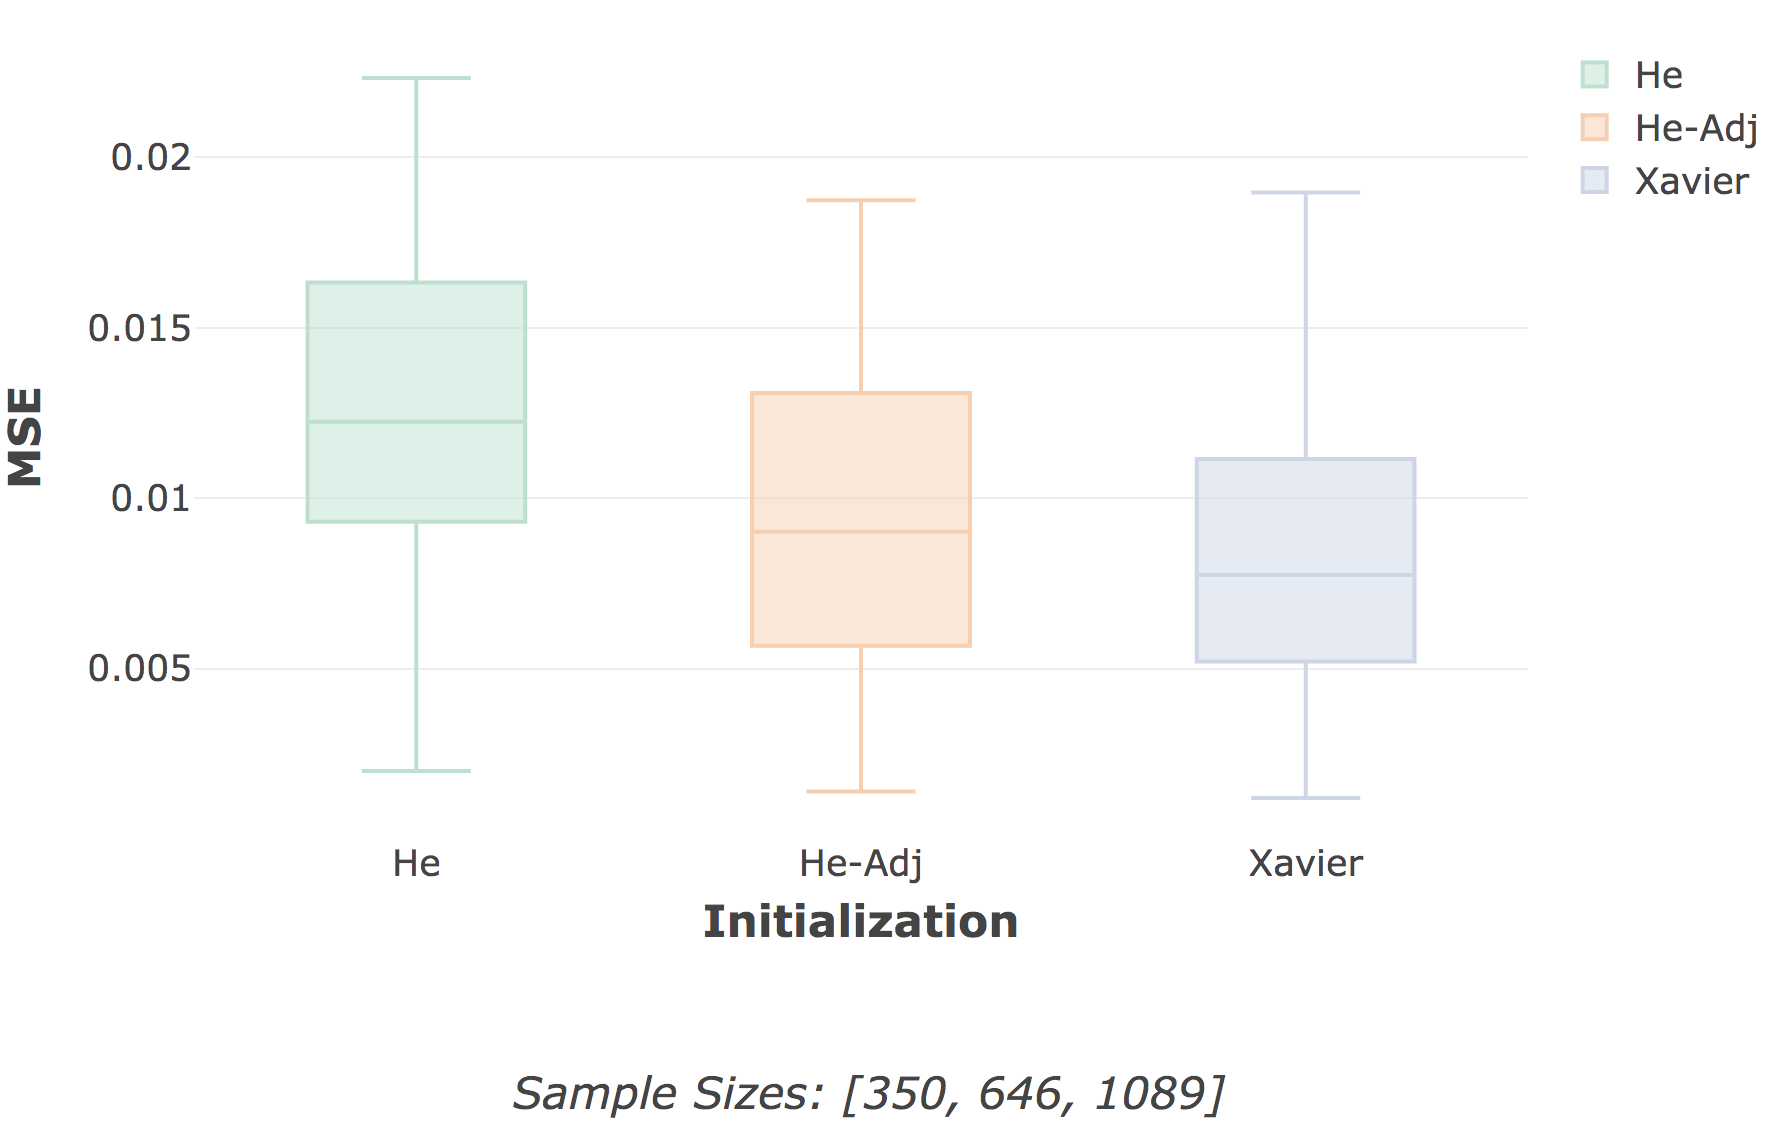 He
He-Adj
Xavier
0.02
0.015
0.01
0.005
MSE
He
He-Adj
Xavier
Initialization
Sample Sizes: [350, 646, 1089]